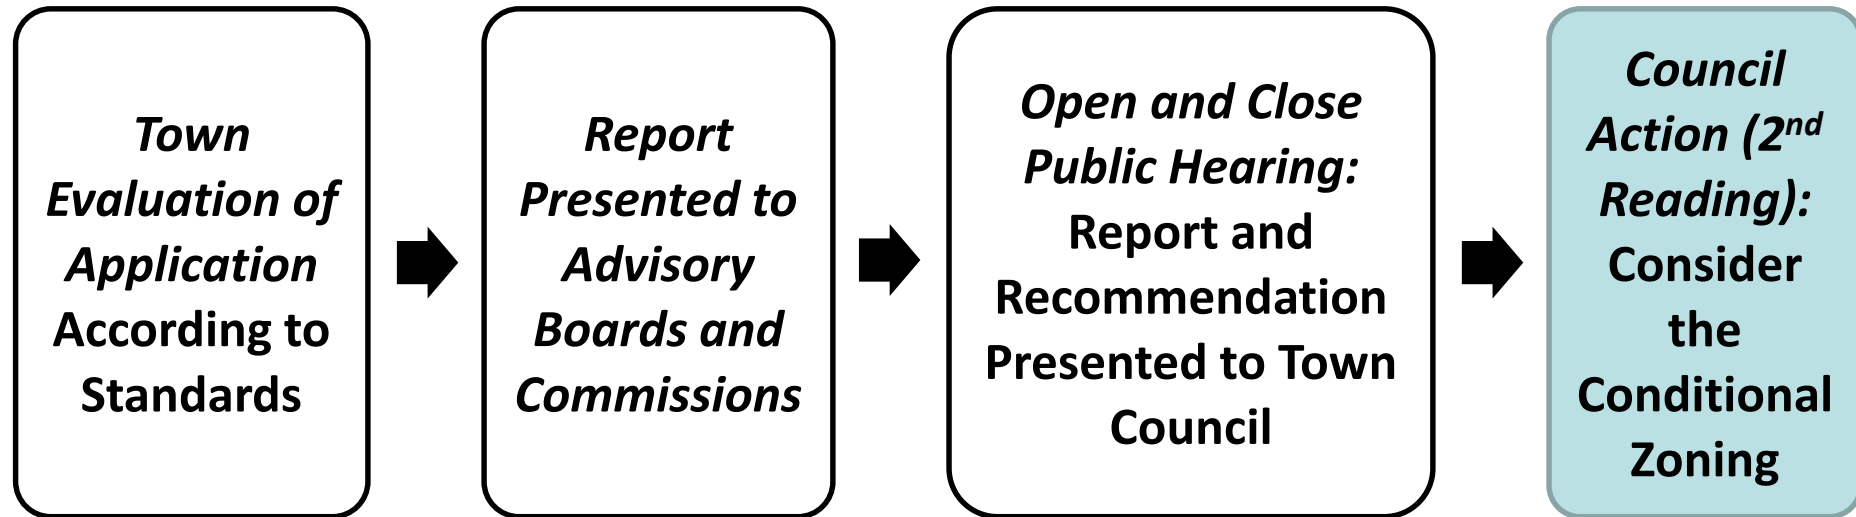 Town
Evaluation of
Application
According to
Standards
Report
Presented to
Advisory
Boards and
Commissions
Open and Close
Public Hearing:
Report and
Recommendation
Presented to Town
Council
Council
Action (2nd
Reading):
Consider
the
Conditional
Zoning